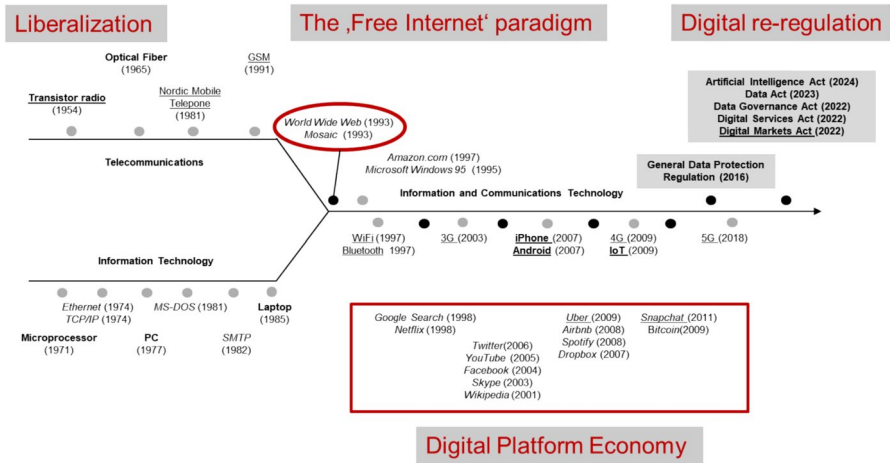 Liberalization
The ‚Free Internet‘ paradigm
Digital re-regulation
Optical Fiber
(1965)
GSM
(1991)
Transistor radio
(1954)
Nordic Mobile
Telepone
(1981)
Artificial Intelligence Act (2024)
Data Act (2023)
Data Governance Act (2022)
Digital Services Act (2022)
Digital Markets Act (2022)
World Wide Web (1993)
Mosaic (1993)
Telecommunications
Amazon.com (1997)
Microsoft Windows 95 (1995)
General Data Protection
Regulation (2016)
Information and Communications Technology
WiFi (1997)
Bluetooth 1997)
3G (2003)
iPhone (2007)
Android (2007)
4G (2009)
IoT (2009)
5G (2018)
Information Technology
Ethernet (1974)
TCP/IP (1974)
MS-DOS (1981)
Laptop
(1985)
Microprocessor
(1971)
PC
(1977)
SMTP
(1982)
Google Search (1998)
Netflix (1998)
Twitter(2006)
YouTube (2005)
Facebook (2004)
Skype (2003)
Wikipedia (2001)
Uber (2009)
Airbnb (2008)
Spotify (2008)
Dropbox (2007)
Snapchat (2011)
Bitcoin(2009)
Digital Platform Economy